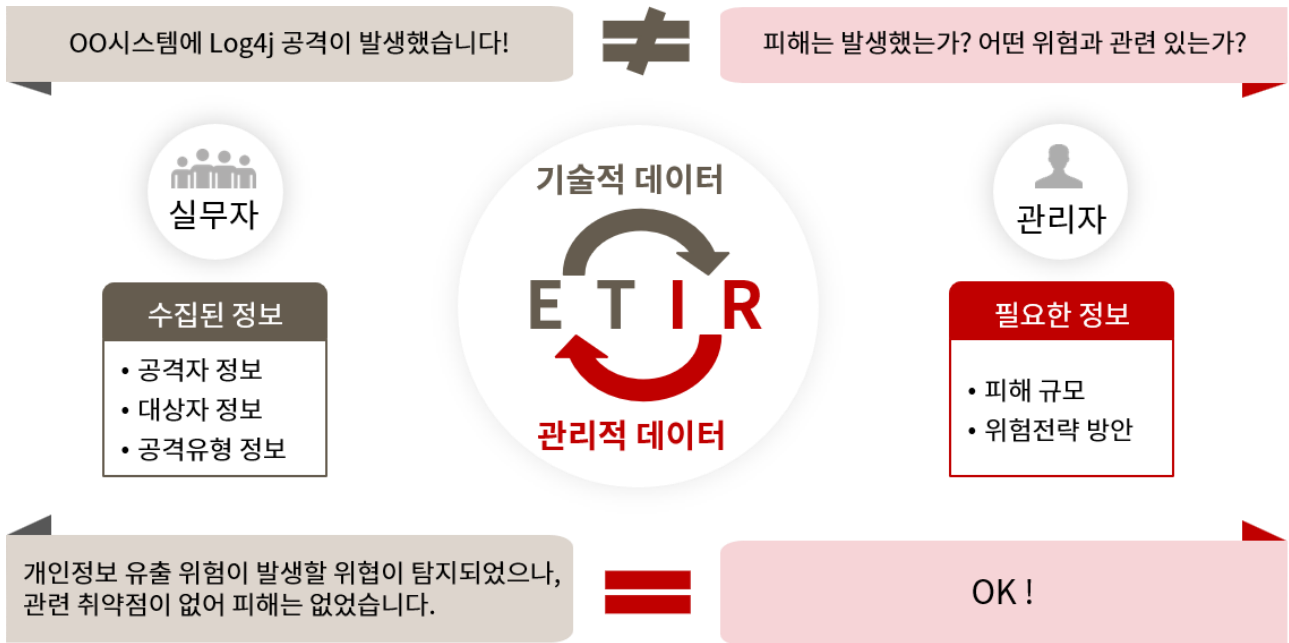 OO시스템에 Log4j 공격이 발생했습니다!
≠
피해는 발생했는가? 어떤 위험과 관련 있는가?
실무자
수집된 정보
• 공격자 정보
• 대상자 정보
• 공격유형 정보
기술적 데이터
E T I R
관리적 데이터
관리자
필요한 정보
• 피해 규모
• 위험전략 방안
개인정보 유출 위험이 발생할 위협이 탐지되었으나,
관련 취약점이 없어 피해는 없었습니다.
=
OK !